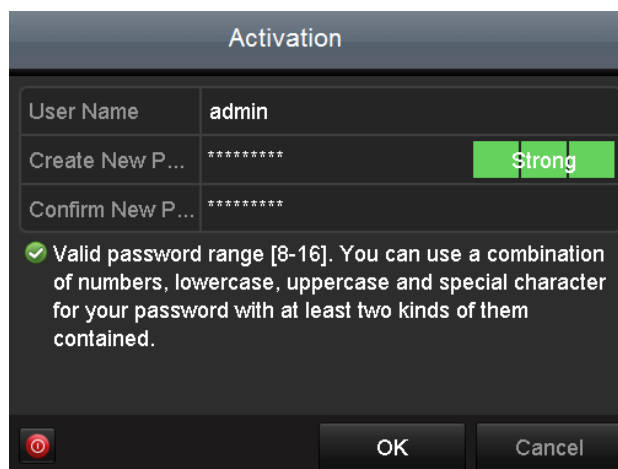 Activation
User Name admin
Create New P... ********* Strong
Confirm New P... *********
Valid password range [8-16]. You can use a combination
of numbers, lowercase, uppercase and special character
for your password with at least two kinds of them
contained.
OK Cancel